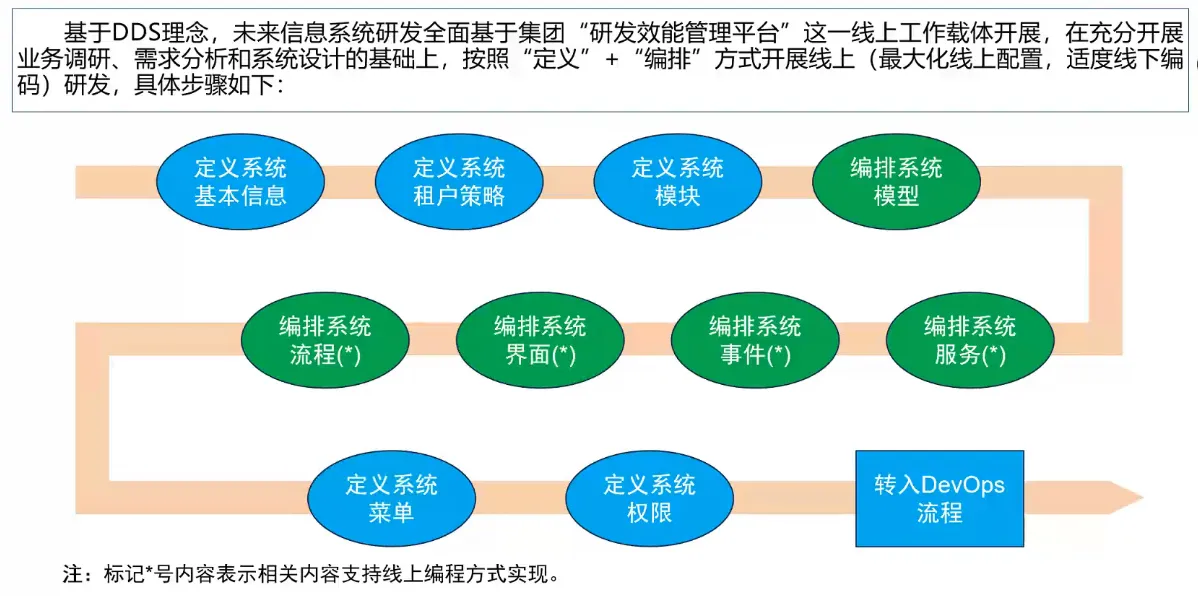 基于DDS理念，未来信息系统研发全面基于集团“研发效能管理平台”这一线上工作载体开展，在充分开展
业务调研、需求分析和系统设计的基础上，按照“定义”+“编排”方式开展线上（最大化线上配置，适度线下编
码）研发，具体步骤如下：
定义系统
基本信息
定义系统
租户策略
定义系统
模块
编排系统
模型
编排系统
流程(*)
编排系统
界面(*)
编排系统
事件(*)
编排系统
服务(*)
定义系统
菜单
定义系统
权限
转入DevOps
流程
注：标记*号内容表示相关内容支持线上编程方式实现。